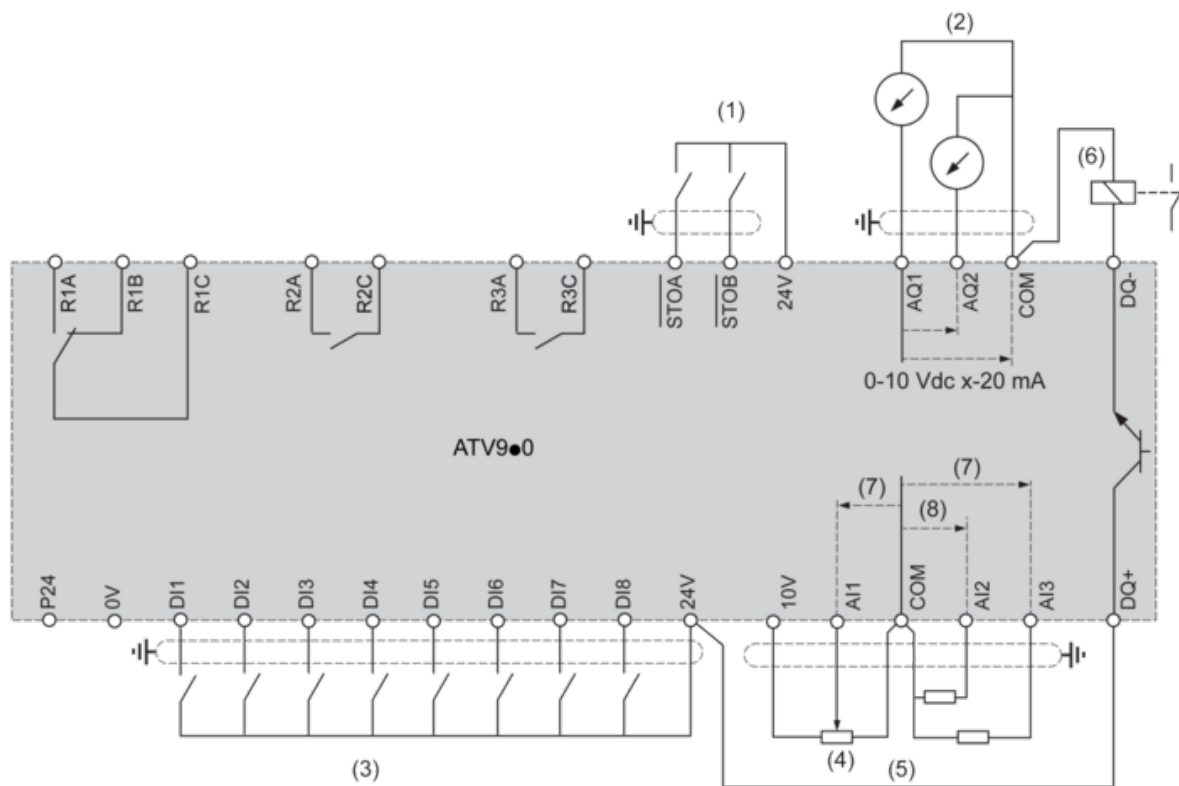 (2)
(1)
(6)
R1A
R1B
R1C
R2A
R2C
R3A
R3C
STOA
STOB
24V
AQ1
AQ2
COM
DQ-
0-10 Vdc x-20 mA
ATV9●0
(7)
(7)
(8)
P24
0V
DI1
DI2
DI3
DI4
DI5
DI6
DI7
DI8
24V
10V
AI1
COM
AI2
AI3
DQ+
(3)
(4)
(5)